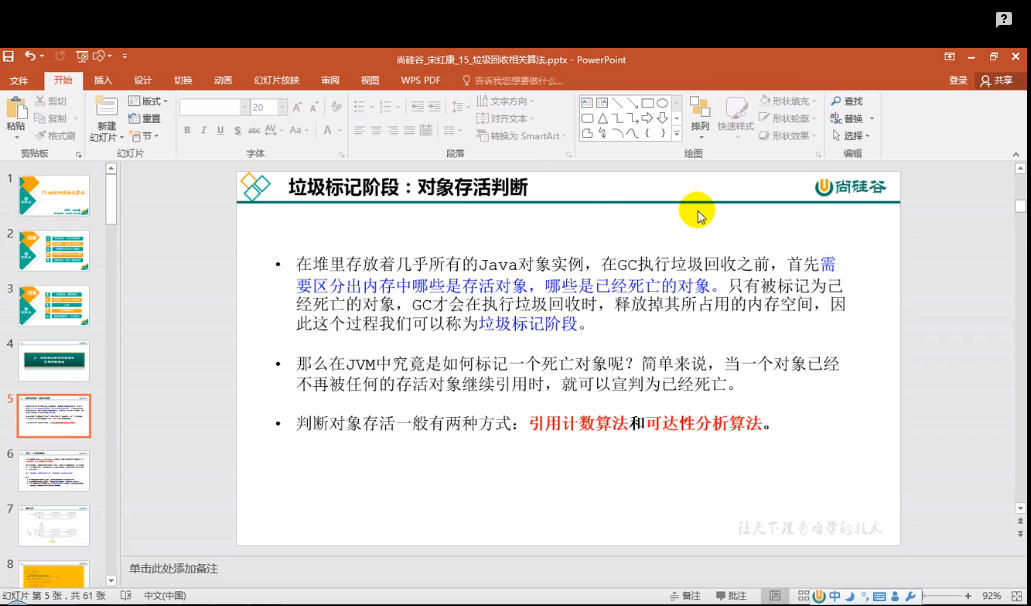 尚硅谷_宋红康_15_垃圾回收相关算法.pptx - PowerPoint
文件 开始 插入 设计 切换 动画 幻灯片放映 审阅 视图 WPS PDF 告诉我您想要做什么... 登录 共享
粘贴 剪切 复制 格式刷 剪贴板
新建 幻灯片 版式 重置 节 幻灯片
20
B I U S abc AV Aa A 字体
文字方向 对齐文本 转换为 SmartArt 段落
排列 快速样式 形状填充 形状轮廓 形状效果 绘图
查找 替换 选择 编辑
1
2
3
4
5
6
7
8
垃圾标记阶段：对象存活判断
尚硅谷
• 在堆里存放着几乎所有的Java对象实例，在GC执行垃圾回收之前，首先需
要区分出内存中哪些是存活对象，哪些是已经死亡的对象。只有被标记为己
经死亡的对象，GC才会在执行垃圾回收时，释放掉其所占用的内存空间，因
此这个过程我们可以称为垃圾标记阶段。
• 那么在JVM中究竟是如何标记一个死亡对象呢？简单来说，当一个对象已经
不再被任何的存活对象继续引用时，就可以宣判为已经死亡。
• 判断对象存活一般有两种方式：引用计数算法和可达性分析算法。
让天下没有难学的技术
单击此处添加备注
幻灯片 第 5 张，共 61 张 中文(中国) 备注 批注 中 92%